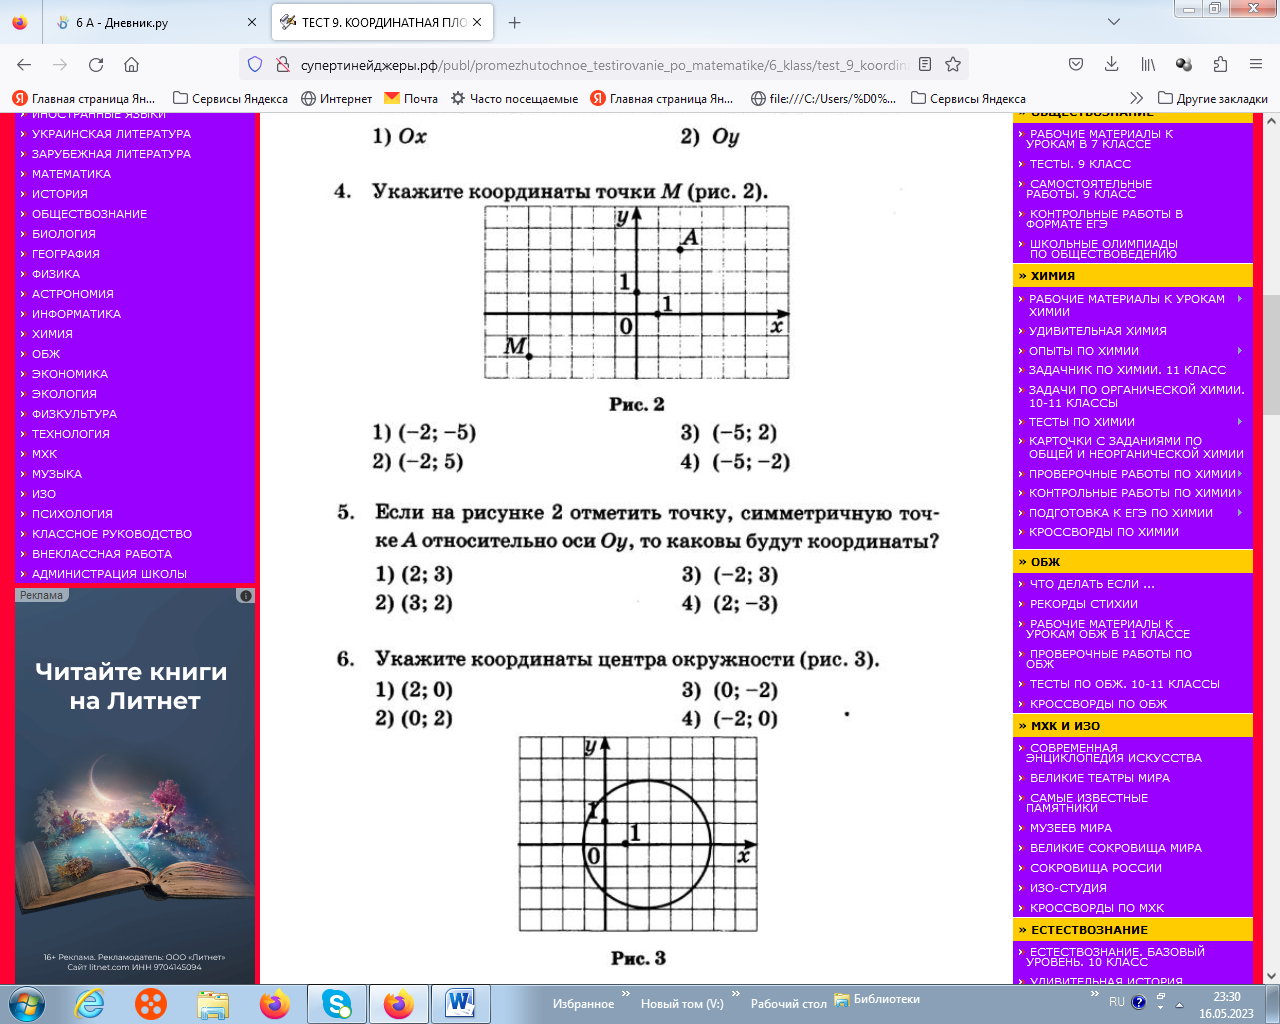 6 А - Дневник.ру
ТЕСТ 9. КООРДИНАТНАЯ ПЛО
супертинейджеры.рф/publ/promezhutochnoe_testirovanie_po_matematike/6_klass/test_9_koordin
Главная страница Ян...
Сервисы Яндекса
Интернет
Почта
Часто посещаемые
Главная страница Ян...
file:///C:/Users/%D0%...
Сервисы Яндекса
Другие закладки
ИНОСТРАННЫЕ ЯЗЫКИ
УКРАИНСКАЯ ЛИТЕРАТУРА
ЗАРУБЕЖНАЯ ЛИТЕРАТУРА
МАТЕМАТИКА
ИСТОРИЯ
ОБЩЕСТВОЗНАНИЕ
БИОЛОГИЯ
ГЕОГРАФИЯ
ФИЗИКА
АСТРОНОМИЯ
ИНФОРМАТИКА
ХИМИЯ
ОБЖ
ЭКОНОМИКА
ЭКОЛОГИЯ
ФИЗКУЛЬТУРА
ТЕХНОЛОГИЯ
МХК
МУЗЫКА
ИЗО
ПСИХОЛОГИЯ
КЛАССНОЕ РУКОВОДСТВО
ВНЕКЛАССНАЯ РАБОТА
АДМИНИСТРАЦИЯ ШКОЛЫ
Реклама
Читайте книги
на Литнет
16+ Реклама. Рекламодатель: ООО «Литнет»
Сайт litnet.com ИНН 9704145094
1) Ox 2) Oy
4. Укажите координаты точки M (рис. 2).
y
A
1
1
0
x
M
Рис. 2
1) (−2; −5) 3) (−5; 2)
2) (−2; 5) 4) (−5; −2)
5. Если на рисунке 2 отметить точку, симметричную точ-
ке A относительно оси Oy, то каковы будут координаты?
1) (2; 3) 3) (−2; 3)
2) (3; 2) 4) (2; −3)
6. Укажите координаты центра окружности (рис. 3).
1) (2; 0) 3) (0; −2)
2) (0; 2) 4) (−2; 0)
y
1
1
0
x
Рис. 3
ОБЩЕСТВОЗНАНИЕ
РАБОЧИЕ МАТЕРИАЛЫ К
УРОКАМ В 7 КЛАССЕ
ТЕСТЫ. 9 КЛАСС
САМОСТОЯТЕЛЬНЫЕ
РАБОТЫ. 9 КЛАСС
КОНТРОЛЬНЫЕ РАБОТЫ В
ФОРМАТЕ ЕГЭ
ШКОЛЬНЫЕ ОЛИМПИАДЫ
ПО ОБЩЕСТВОВЕДЕНИЮ
» ХИМИЯ
РАБОЧИЕ МАТЕРИАЛЫ К УРОКАМ
ХИМИИ
УДИВИТЕЛЬНАЯ ХИМИЯ
ОПЫТЫ ПО ХИМИИ
ЗАДАЧНИК ПО ХИМИИ. 11 КЛАСС
ЗАДАЧИ ПО ОРГАНИЧЕСКОЙ ХИМИИ.
10-11 КЛАССЫ
ТЕСТЫ ПО ХИМИИ
КАРТОЧКИ С ЗАДАНИЯМИ ПО
ОБЩЕЙ И НЕОРГАНИЧЕСКОЙ ХИМИИ
ПРОВЕРОЧНЫЕ РАБОТЫ ПО ХИМИИ
КОНТРОЛЬНЫЕ РАБОТЫ ПО ХИМИИ
ПОДГОТОВКА К ЕГЭ ПО ХИМИИ
КРОССВОРДЫ ПО ХИМИИ
» ОБЖ
ЧТО ДЕЛАТЬ ЕСЛИ ...
РЕКОРДЫ СТИХИИ
РАБОЧИЕ МАТЕРИАЛЫ К
УРОКАМ ОБЖ В 11 КЛАССЕ
ПРОВЕРОЧНЫЕ РАБОТЫ ПО
ОБЖ
ТЕСТЫ ПО ОБЖ. 10-11 КЛАССЫ
КРОССВОРДЫ ПО ОБЖ
» МХК И ИЗО
СОВРЕМЕННАЯ
ЭНЦИКЛОПЕДИЯ ИСКУССТВА
ВЕЛИКИЕ ТЕАТРЫ МИРА
САМЫЕ ИЗВЕСТНЫЕ
ПАМЯТНИКИ
МУЗЕЕВ МИРА
ВЕЛИКИЕ СОКРОВИЩА МИРА
СОКРОВИЩА РОССИИ
ИЗО-СТУДИЯ
КРОССВОРДЫ ПО МХК
» ЕСТЕСТВОЗНАНИЕ
ЕСТЕСТВОЗНАНИЕ. БАЗОВЫЙ
УРОВЕНЬ. 10 КЛАСС
УДИВИТЕЛЬНАЯ ИСТОРИЯ
Избранное
Новый том (V:)
Рабочий стол
Библиотеки
RU
23:30
16.05.2023